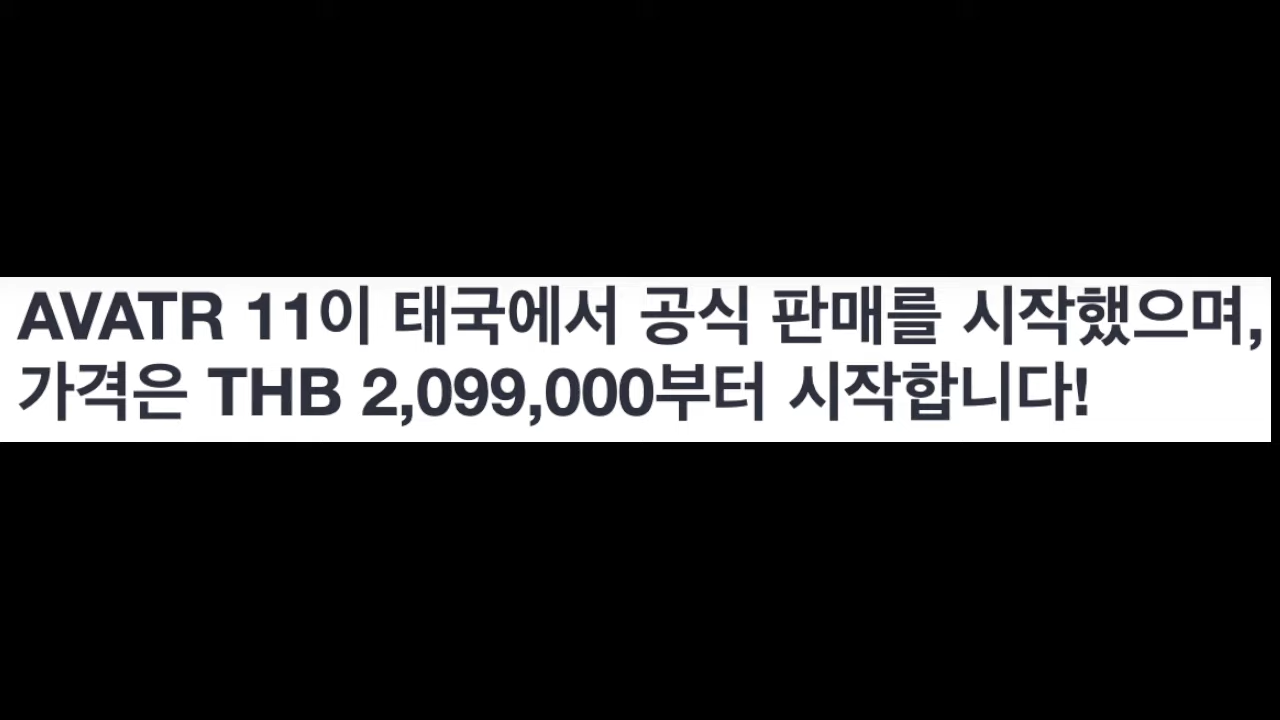 AVATR 11이 태국에서 공식 판매를 시작했으며,
가격은 THB 2,099,000부터 시작합니다!